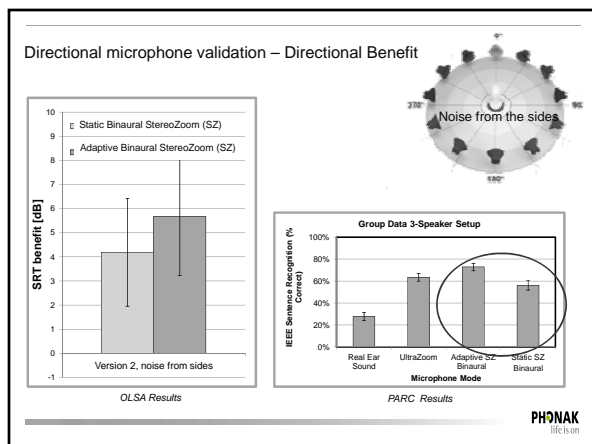 Directional microphone validation – Directional Benefit
0°
270°
90°
Noise from the sides
180°
10
9
8
7
6
5
4
3
2
1
0
-1
SRT benefit [dB]
Static Binaural StereoZoom (SZ)
Adaptive Binaural StereoZoom (SZ)
Version 2, noise from sides
OLSA Results
Group Data 3-Speaker Setup
IEEE Sentence Recognition (%
Correct)
100%
80%
60%
40%
20%
0%
Real Ear
Sound
UltraZoom
Adaptive SZ
Binaural
Static SZ
Binaural
Microphone Mode
PARC Results
PHONAK
life is on